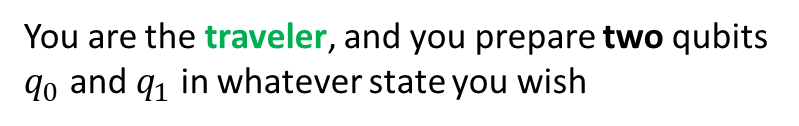 You are the traveler, and you prepare two qubits
q₀ and q₁ in whatever state you wish